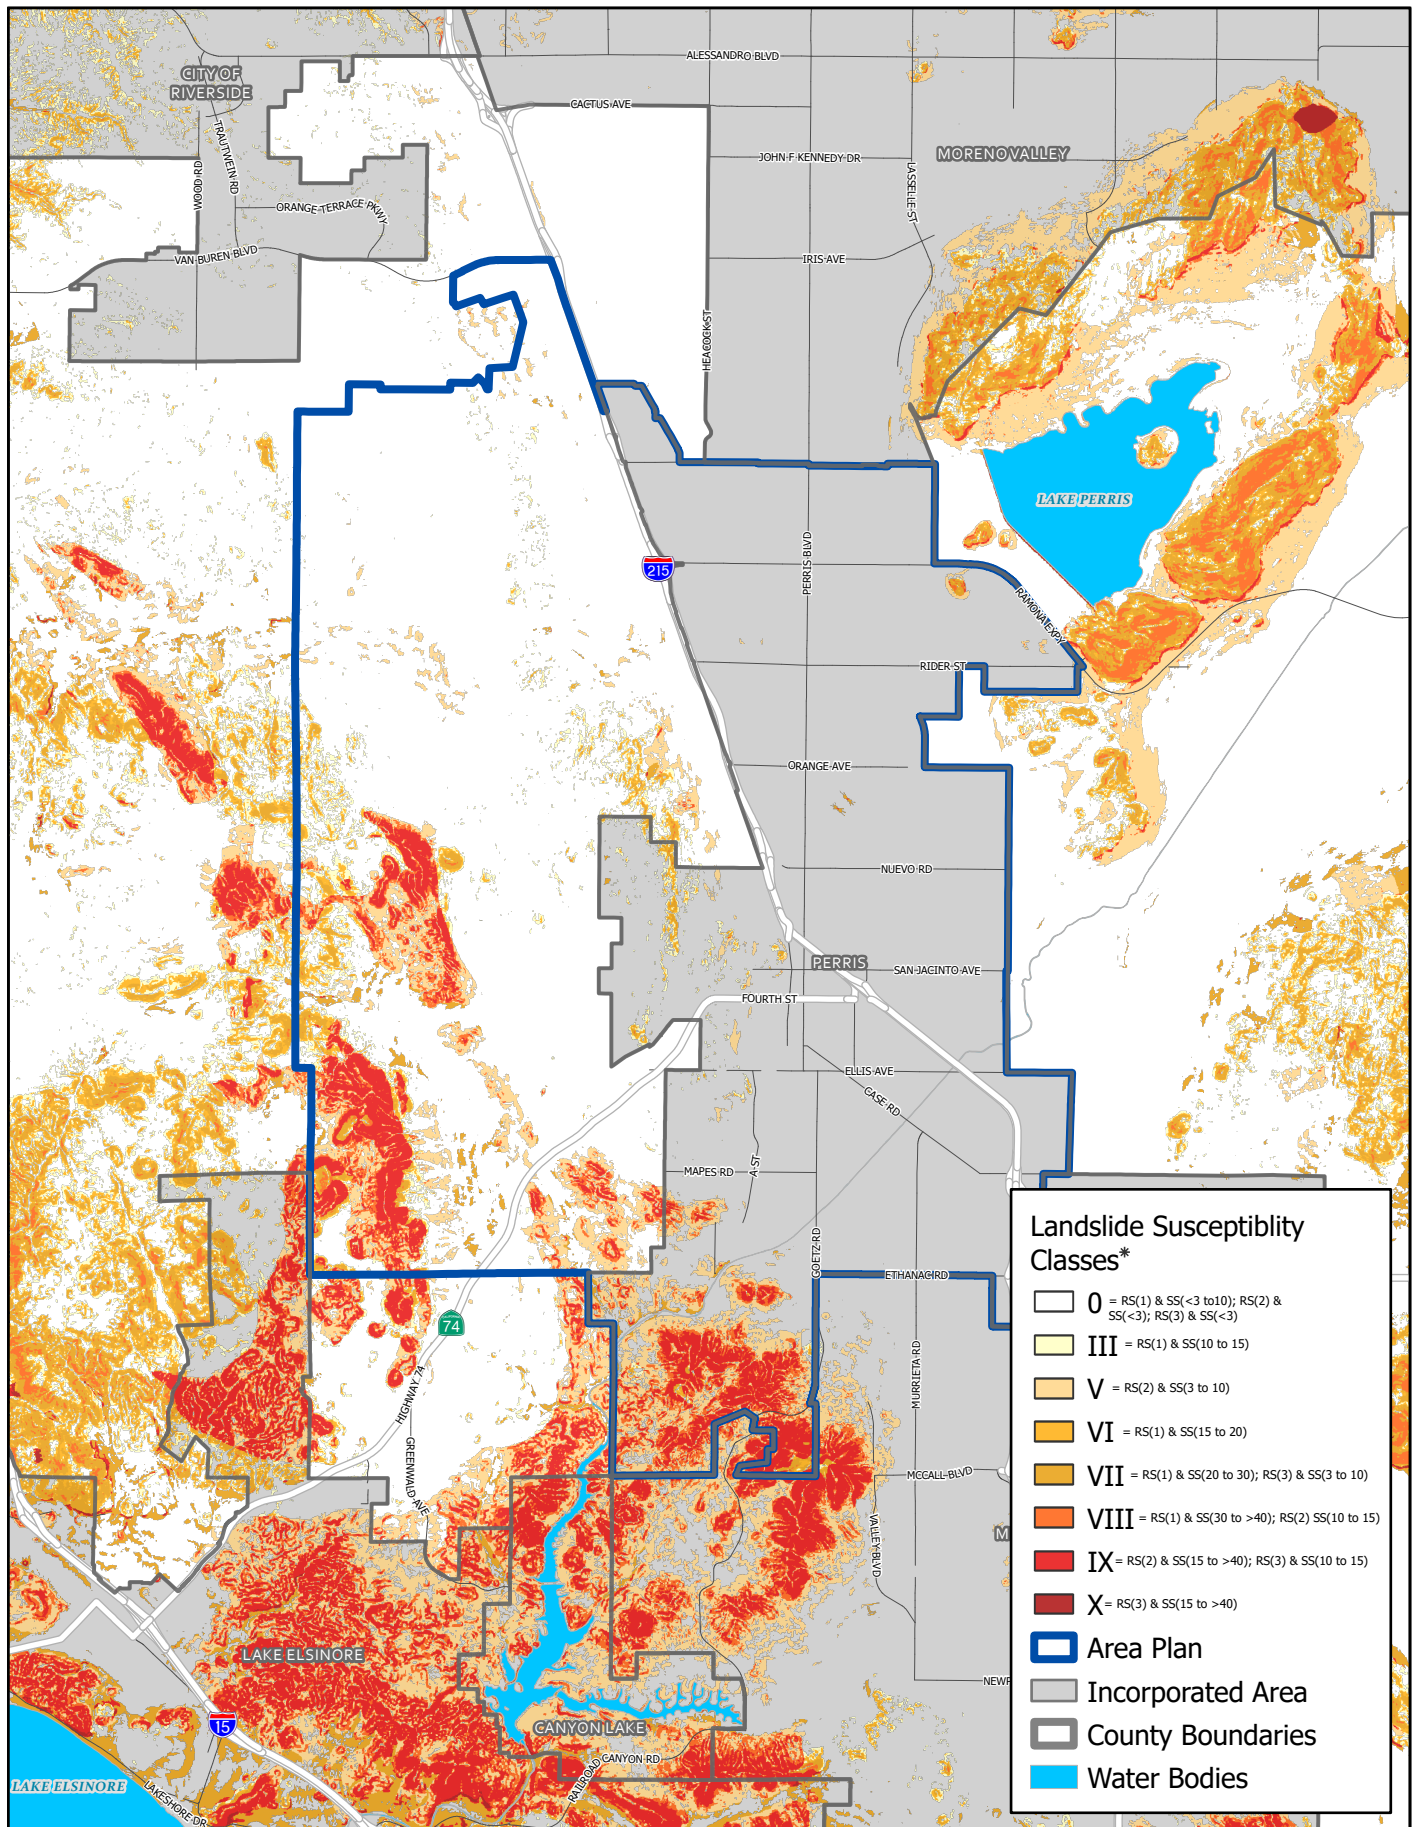 ALESSANDRO BLVD
CITY OF
RIVERSIDE
CACTUS AVE
TRAUTWEIN RD
WOOD RD
JOHN F KENNEDY DR
MORENO VALLEY
LASSELLE ST
ORANGE TERRACE PKWY
VAN BUREN BLVD
IRIS AVE
HEACOCK ST
LAKE PERRIS
PERRIS BLVD
215
RAMONA EXPY
RIDER ST
ORANGE AVE
NUEVO RD
PERRIS
SAN JACINTO AVE
FOURTH ST
ELLIS AVE
CASE RD
MAPES RD
A ST
GOETZ RD
ETHANAC RD
74
HIGHWAY 74
MURRIETA RD
GREENWALD AVE
MCCALL BLVD
VALLEY BLVD
M
LAKE ELSINORE
NEWP
15
CANYON LAKE
RAILROAD CANYON RD
LAKE ELSINORE
LAKESHORE DR
Landslide Susceptiblity
Classes*
0 = RS(1) & SS(<3 to10); RS(2) &
SS(<3); RS(3) & SS(<3)
III = RS(1) & SS(10 to 15)
V = RS(2) & SS(3 to 10)
VI = RS(1) & SS(15 to 20)
VII = RS(1) & SS(20 to 30); RS(3) & SS(3 to 10)
VIII = RS(1) & SS(30 to >40); RS(2) SS(10 to 15)
IX = RS(2) & SS(15 to >40); RS(3) & SS(10 to 15)
X = RS(3) & SS(15 to >40)
Area Plan
Incorporated Area
County Boundaries
Water Bodies